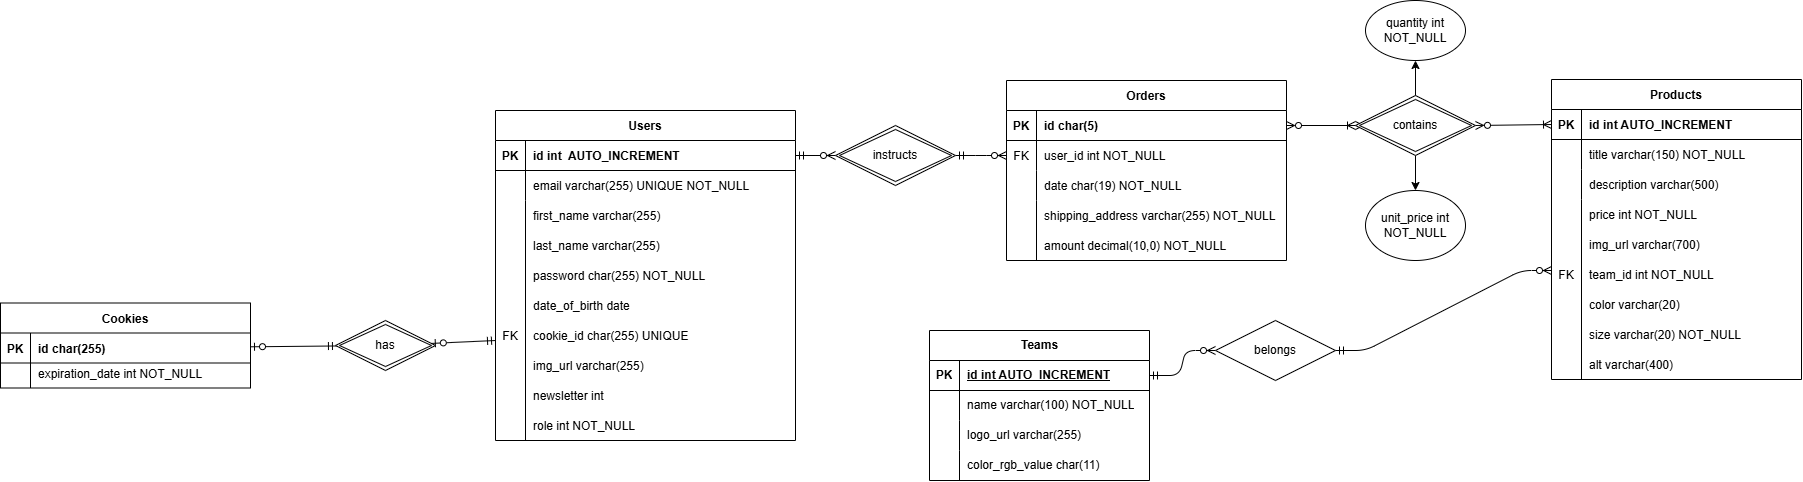 Cookies
PK id char(255)
expiration_date int NOT_NULL
has
Users
PK id int AUTO_INCREMENT
email varchar(255) UNIQUE NOT_NULL
first_name varchar(255)
last_name varchar(255)
password char(255) NOT_NULL
date_of_birth date
FK cookie_id char(255) UNIQUE
img_url varchar(255)
newsletter int
role int NOT_NULL
instructs
Orders
PK id char(5)
FK user_id int NOT_NULL
date char(19) NOT_NULL
shipping_address varchar(255) NOT_NULL
amount decimal(10,0) NOT_NULL
quantity int
NOT_NULL
contains
unit_price int
NOT_NULL
Products
PK id int AUTO_INCREMENT
title varchar(150) NOT_NULL
description varchar(500)
price int NOT_NULL
img_url varchar(700)
FK team_id int NOT_NULL
color varchar(20)
size varchar(20) NOT_NULL
alt varchar(400)
Teams
PK id int AUTO_INCREMENT
name varchar(100) NOT_NULL
logo_url varchar(255)
color_rgb_value char(11)
belongs